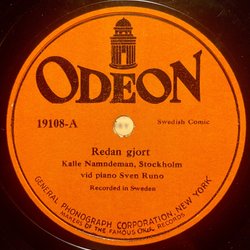 ODEON
19108-A
Swedish Comic
Redan gjort
Kalle Namndeman, Stockholm
vid piano Sven Runo
Recorded in Sweden
GENERAL PHONOGRAPH CORPORATION, NEW YORK
MAKERS OF THE FAMOUS Okeh RECORDS